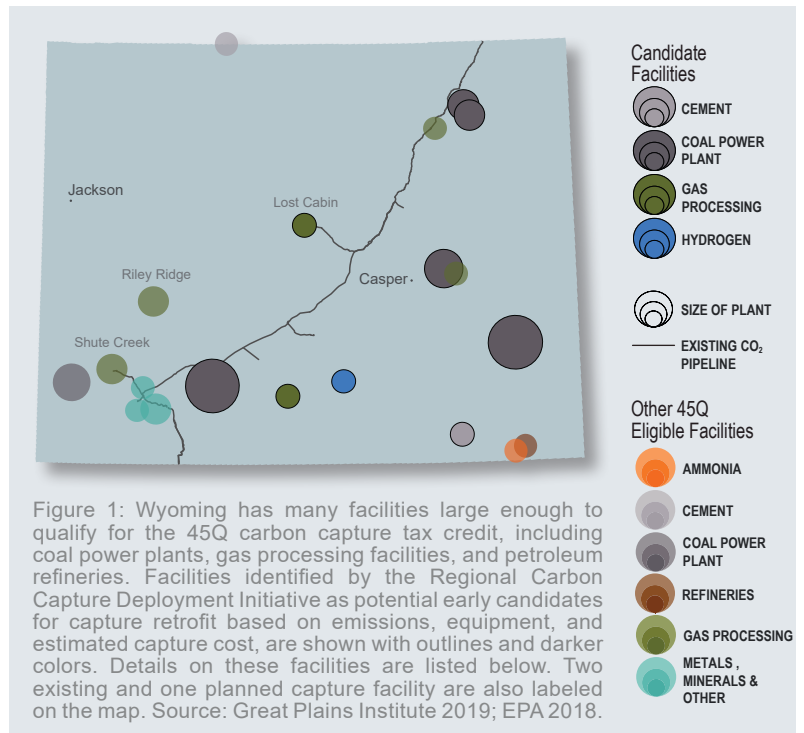 Jackson
Lost Cabin
Casper
Riley Ridge
Shute Creek
Candidate
Facilities
CEMENT
COAL POWER
PLANT
GAS
PROCESSING
HYDROGEN
SIZE OF PLANT
EXISTING CO₂
PIPELINE
Other 45Q
Eligible Facilities
AMMONIA
CEMENT
COAL POWER
PLANT
REFINERIES
GAS PROCESSING
METALS ,
MINERALS &
OTHER
Figure 1: Wyoming has many facilities large enough to
qualify for the 45Q carbon capture tax credit, including
coal power plants, gas processing facilities, and petroleum
refineries. Facilities identified by the Regional Carbon
Capture Deployment Initiative as potential early candidates
for capture retrofit based on emissions, equipment, and
estimated capture cost, are shown with outlines and darker
colors. Details on these facilities are listed below. Two
existing and one planned capture facility are also labeled
on the map. Source: Great Plains Institute 2019; EPA 2018.